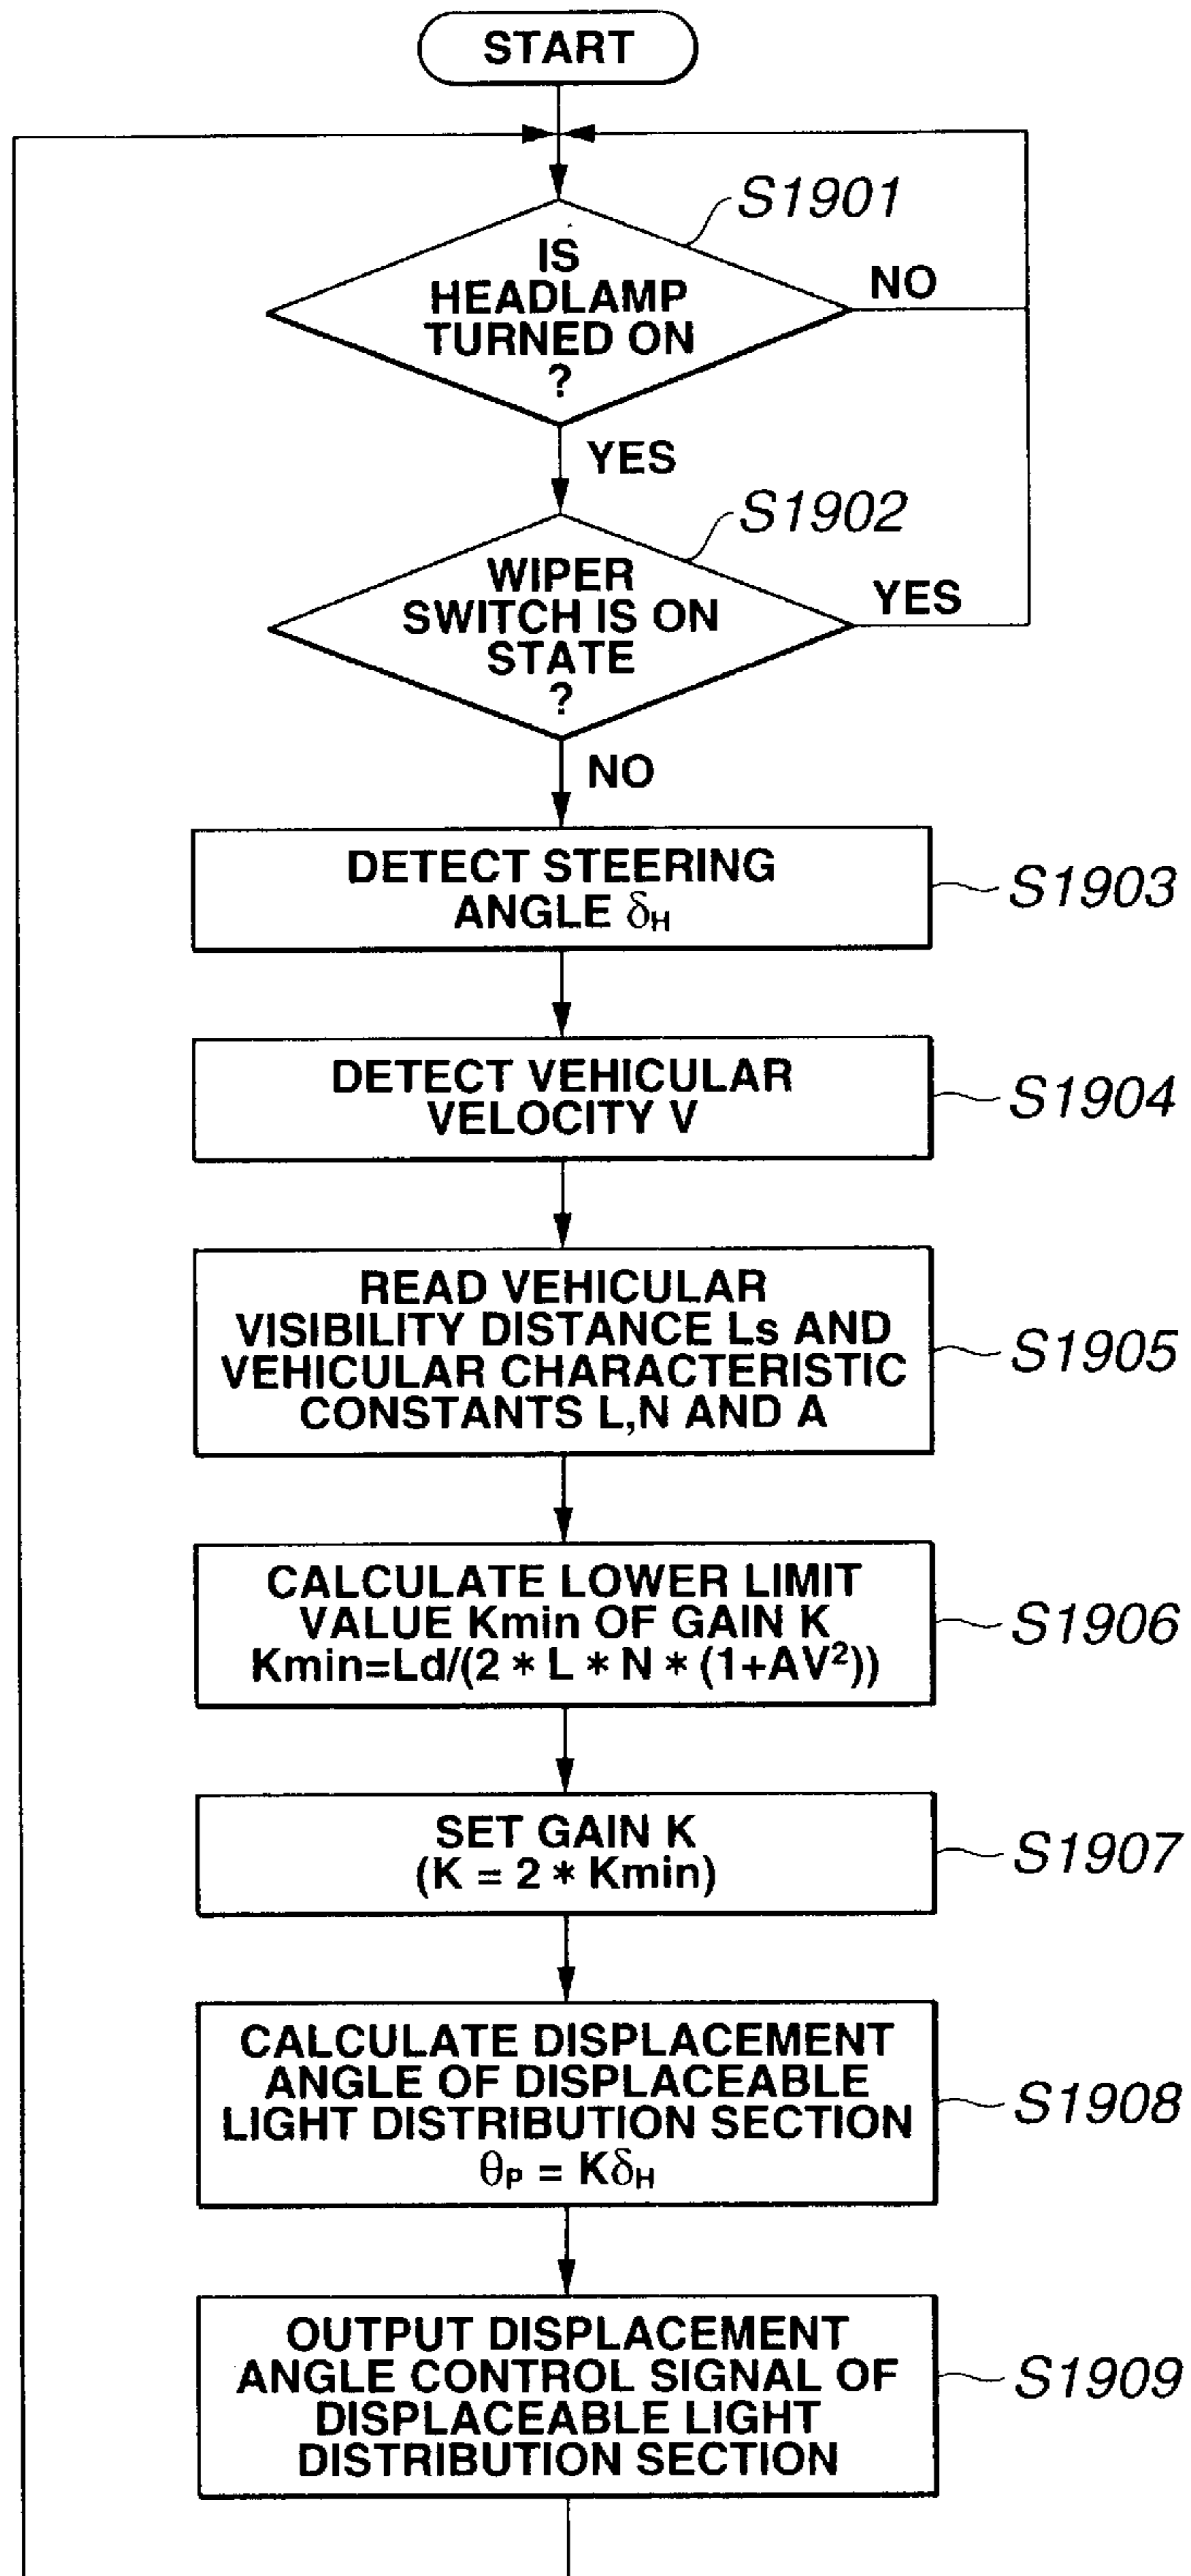 START
S1901
IS
HEADLAMP
TURNED ON
?
NO
YES
S1902
WIPER
SWITCH IS ON
STATE
?
YES
NO
DETECT STEERING
ANGLE δH
S1903
DETECT VEHICULAR
VELOCITY V
S1904
READ VEHICULAR
VISIBILITY DISTANCE Ls AND
VEHICULAR CHARACTERISTIC
CONSTANTS L,N AND A
S1905
CALCULATE LOWER LIMIT
VALUE Kmin OF GAIN K
Kmin=Ld/(2 * L * N * (1+AV²))
S1906
SET GAIN K
(K = 2 * Kmin)
S1907
CALCULATE DISPLACEMENT
ANGLE OF DISPLACEABLE
LIGHT DISTRIBUTION SECTION
θP = KδH
S1908
OUTPUT DISPLACEMENT
ANGLE CONTROL SIGNAL OF
DISPLACEABLE LIGHT
DISTRIBUTION SECTION
S1909